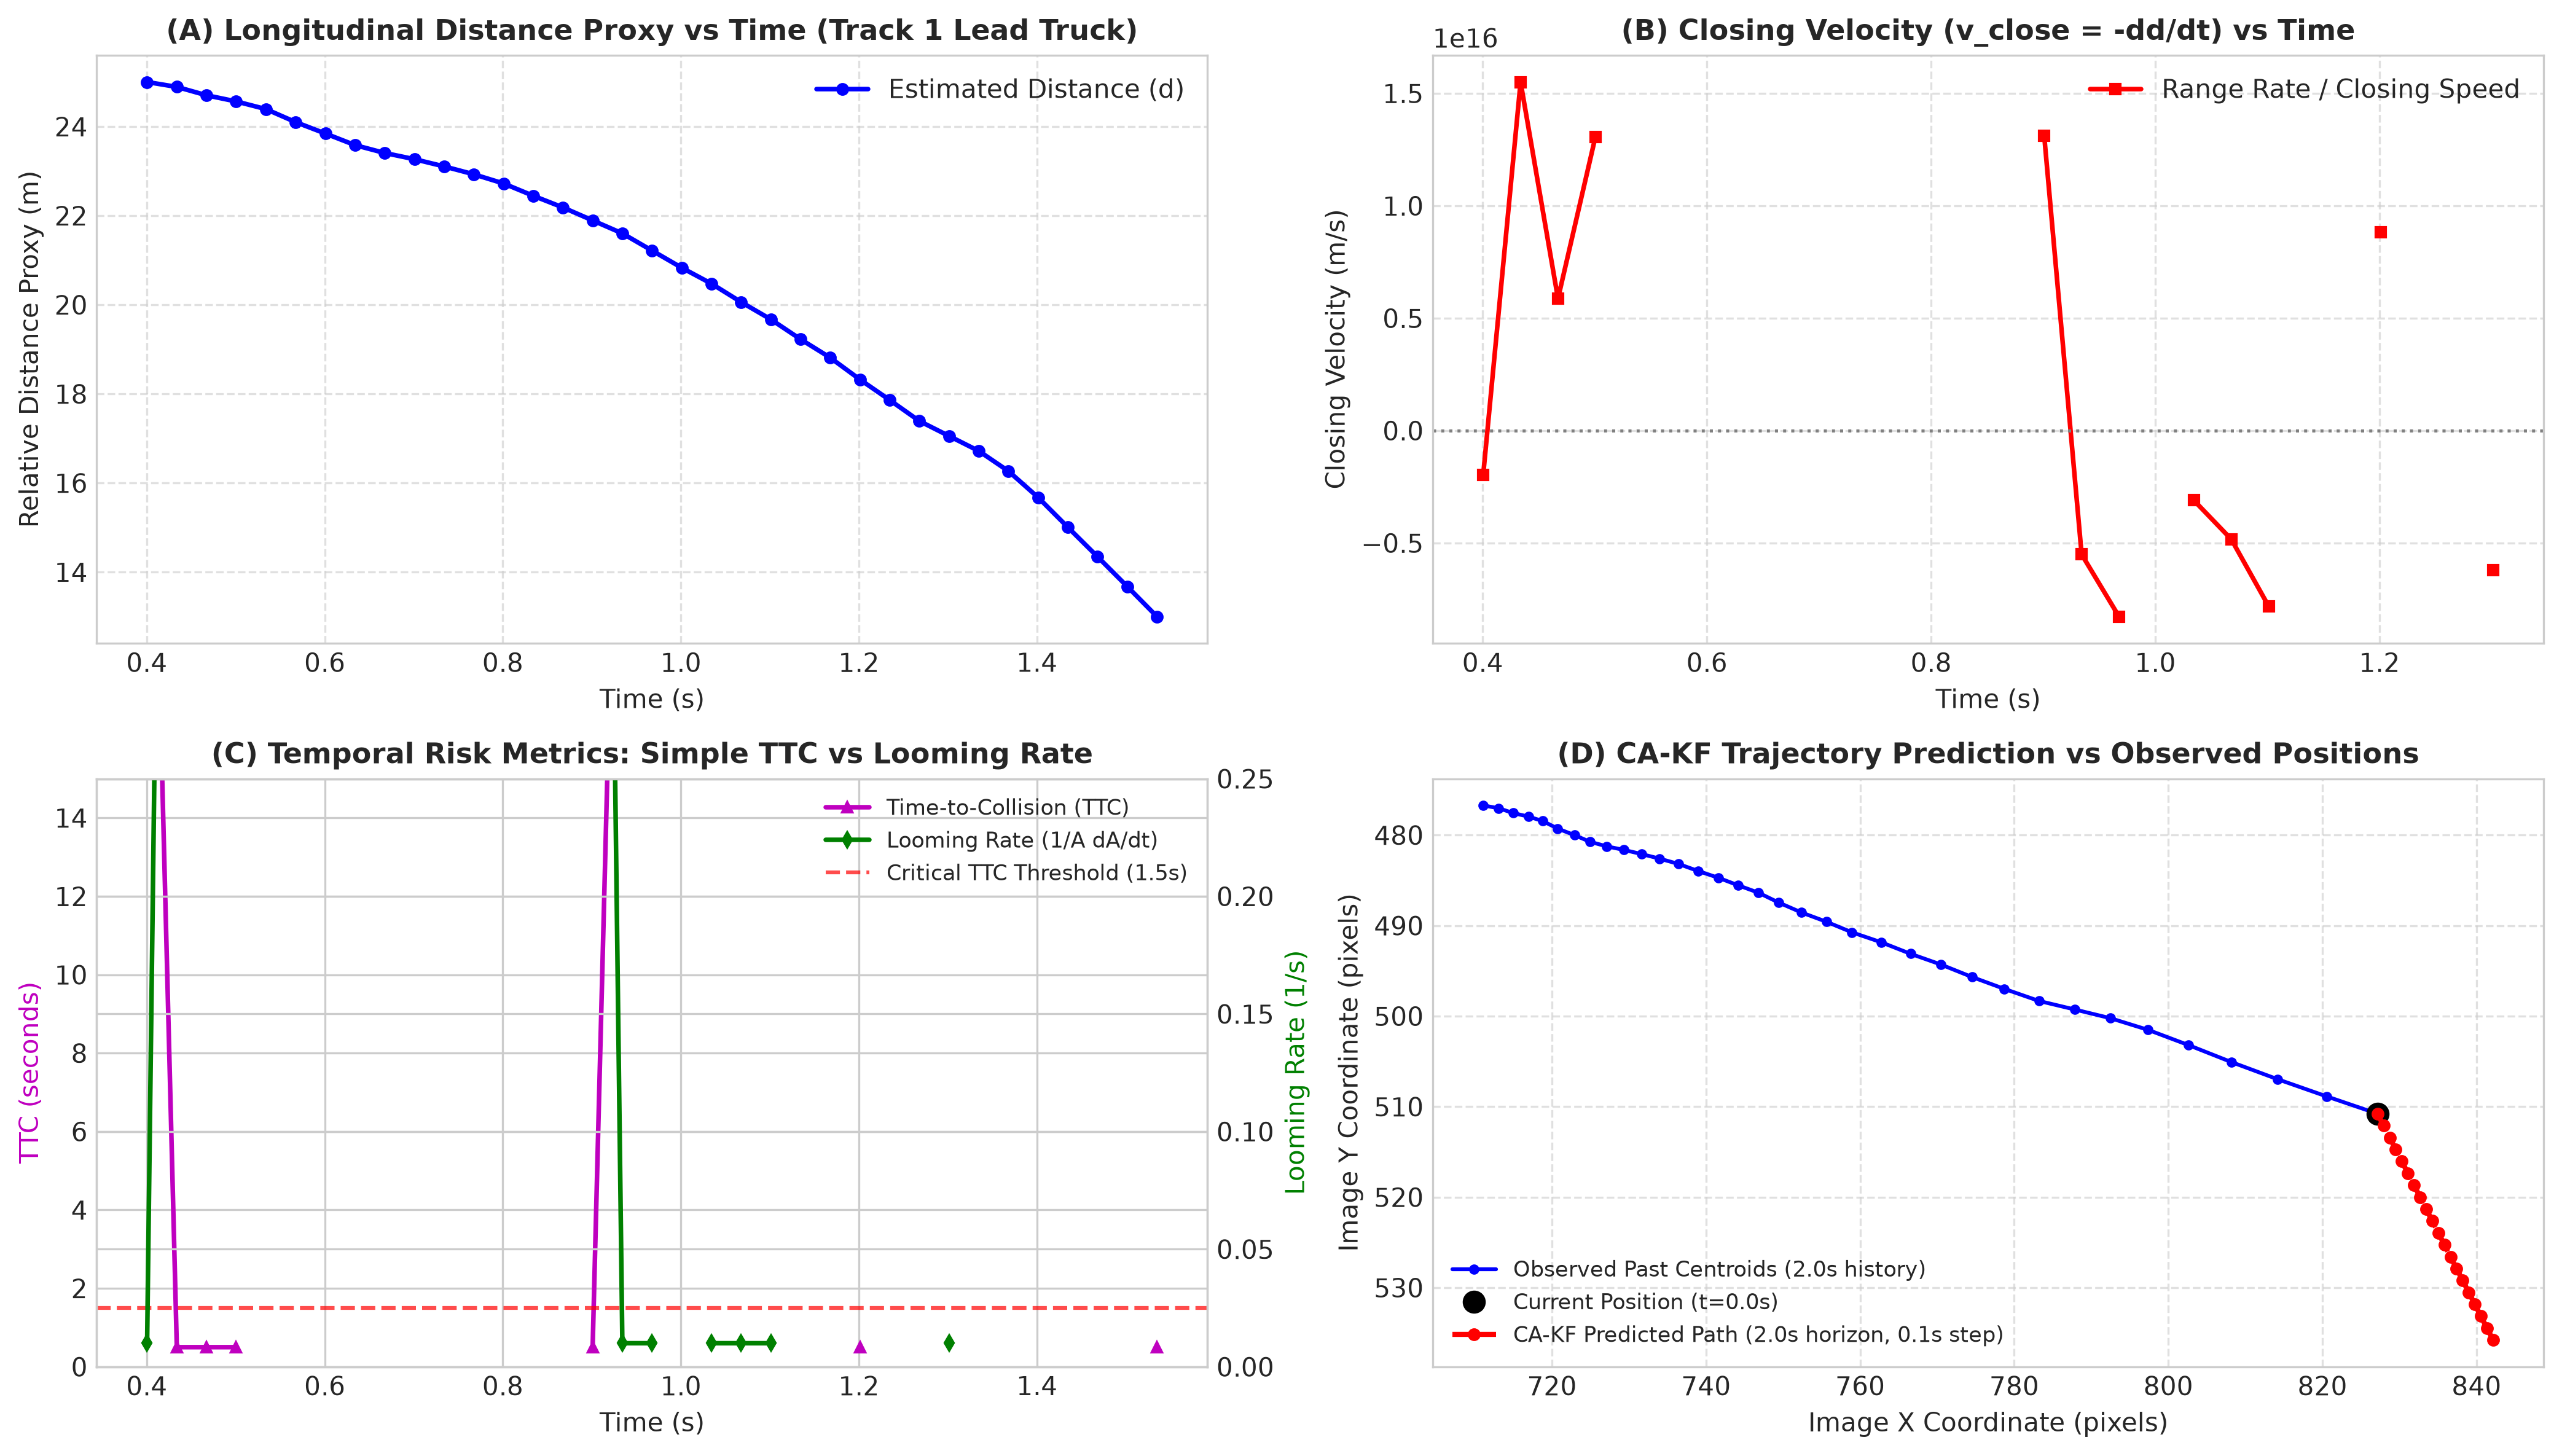 (A) Longitudinal Distance Proxy vs Time (Track 1 Lead Truck)
Estimated Distance (d)
Relative Distance Proxy (m)
24
22
20
18
16
14
0.4 0.6 0.8 1.0 1.2 1.4
Time (s)
(B) Closing Velocity (v_close = -dd/dt) vs Time
1e16
Range Rate / Closing Speed
Closing Velocity (m/s)
1.5
1.0
0.5
0.0
−0.5
0.4 0.6 0.8 1.0 1.2
Time (s)
(C) Temporal Risk Metrics: Simple TTC vs Looming Rate
Time-to-Collision (TTC)
Looming Rate (1/A dA/dt)
Critical TTC Threshold (1.5s)
TTC (seconds)
14
12
10
8
6
4
2
0
0.25
0.20
0.15
0.10
0.05
0.00
Looming Rate (1/s)
0.4 0.6 0.8 1.0 1.2 1.4
Time (s)
(D) CA-KF Trajectory Prediction vs Observed Positions
Image Y Coordinate (pixels)
480
490
500
510
520
530
Observed Past Centroids (2.0s history)
Current Position (t=0.0s)
CA-KF Predicted Path (2.0s horizon, 0.1s step)
720 740 760 780 800 820 840
Image X Coordinate (pixels)